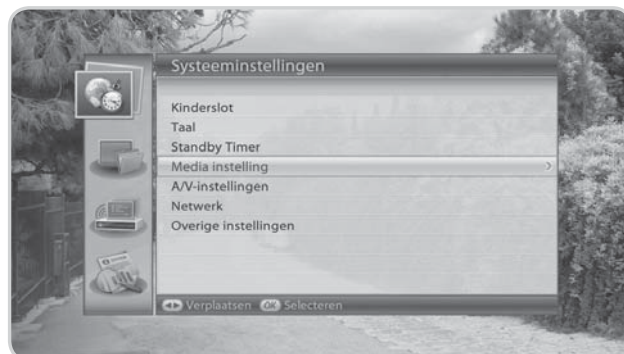 Systeeminstellingen
Kinderslot
Taal
Standby Timer
Media instelling
A/V-instellingen
Netwerk
Overige instellingen
Verplaatsen OK Selecteren